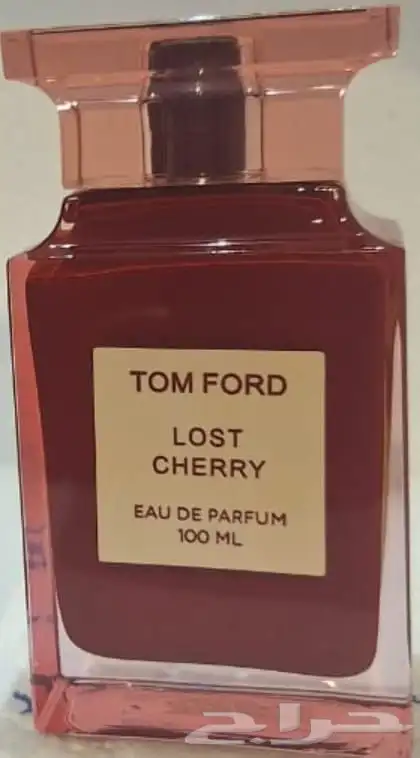 TOM FORD
LOST
CHERRY
EAU DE PARFUM
100 ML
حراج